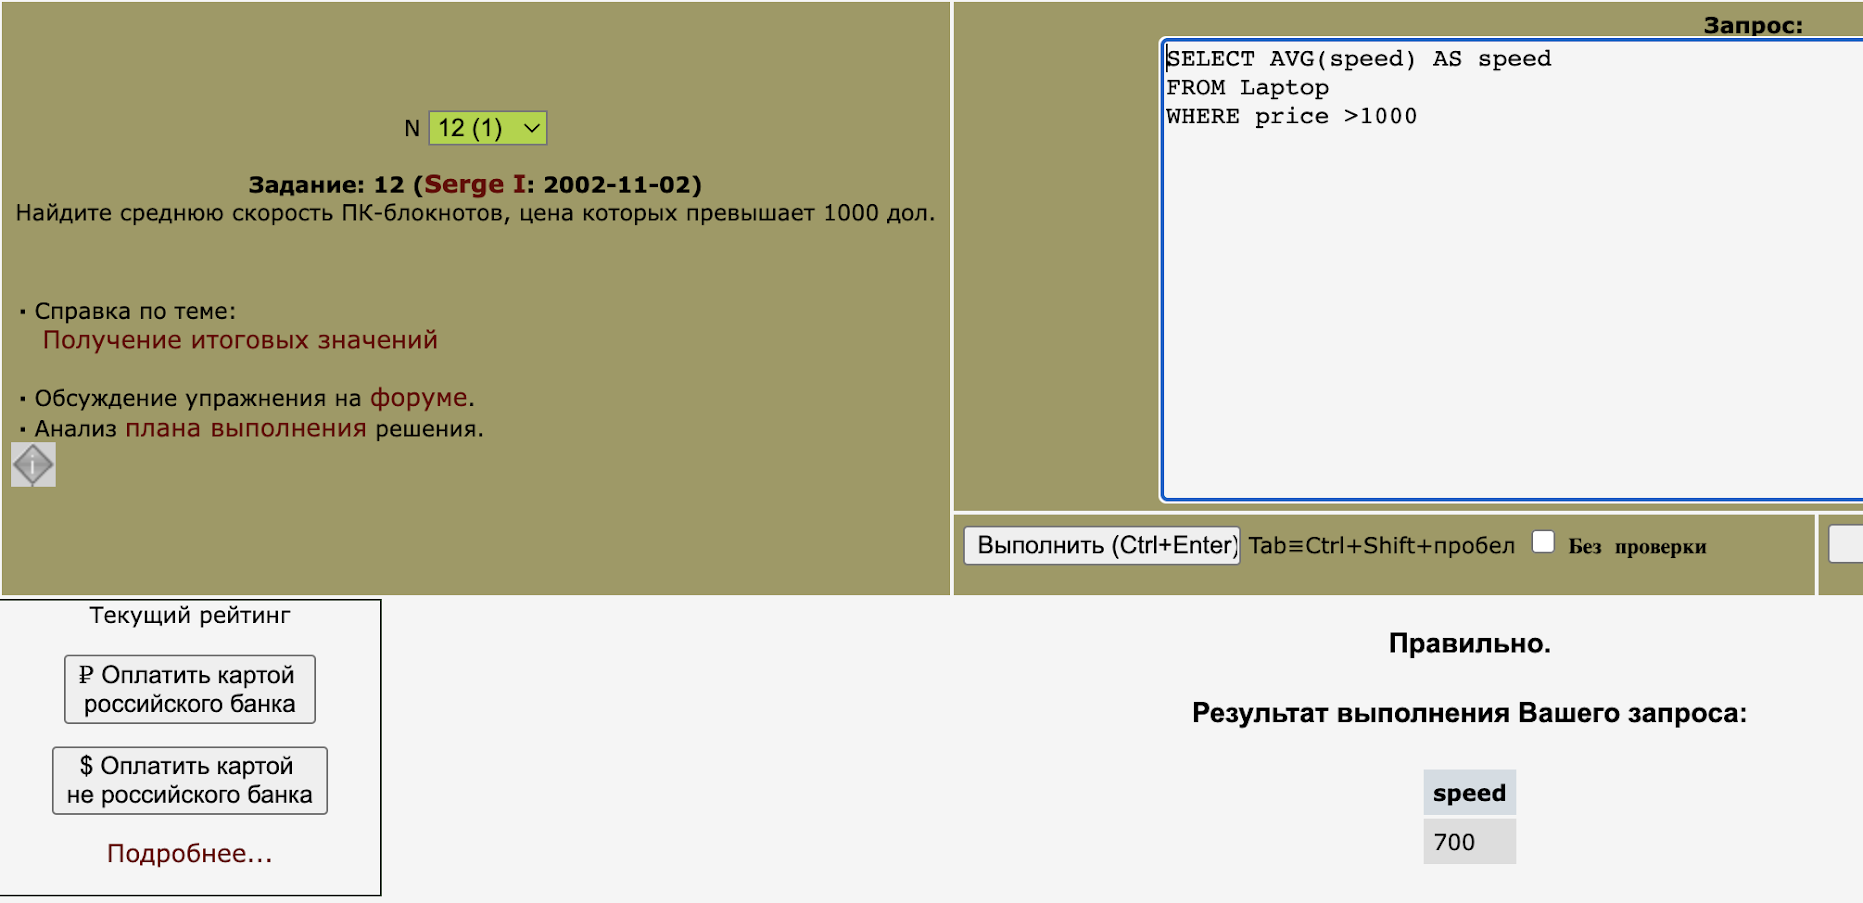 N 12 (1)
Задание: 12 (Serge I: 2002-11-02)
Найдите среднюю скорость ПК-блокнотов, цена которых превышает 1000 дол.
· Справка по теме:
Получение итоговых значений
· Обсуждение упражнения на форуме.
· Анализ плана выполнения решения.
i
Запрос:
SELECT AVG(speed) AS speed
FROM Laptop
WHERE price >1000
Выполнить (Ctrl+Enter) Tab≡Ctrl+Shift+пробел Без проверки
Текущий рейтинг
₽ Оплатить картой
российского банка
$ Оплатить картой
не российского банка
Подробнее...
Правильно.
Результат выполнения Вашего запроса:
speed
700